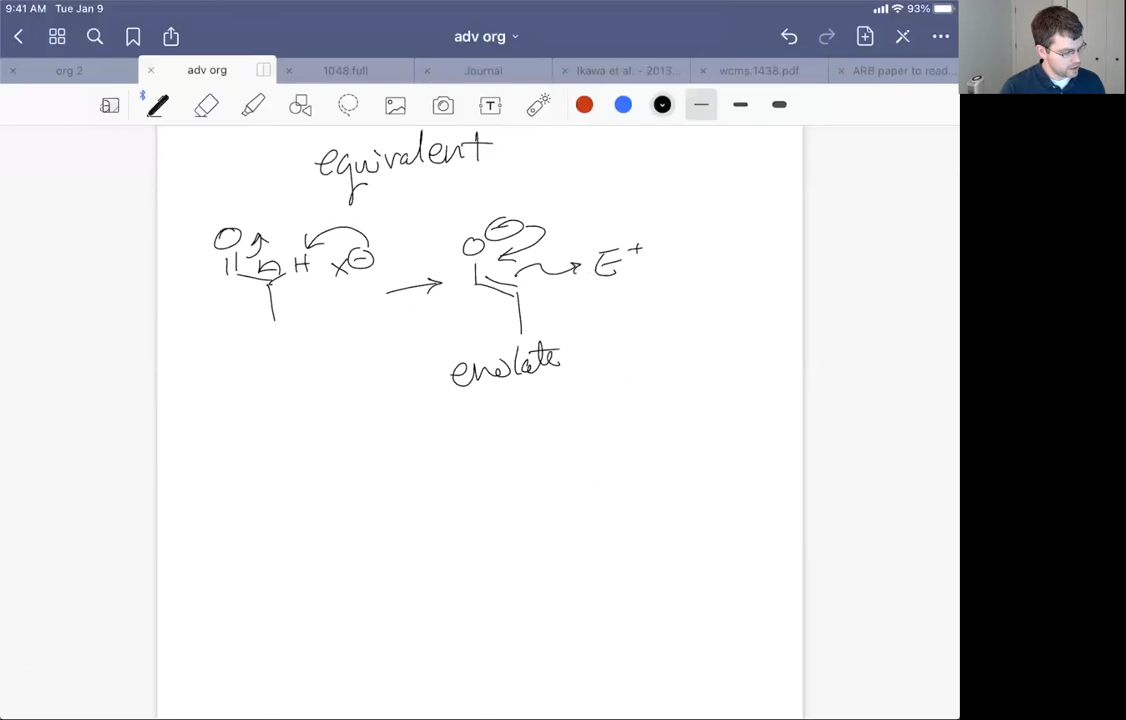 9:41 AM Tue Jan 9
93%
adv org
org 2
adv org
1048.full
Journal
Ikawa et al. - 2013...
wcms.1438.pdf
ARB paper to read...
T
equivalent
O H X⊖
O⊖
E+
enolate